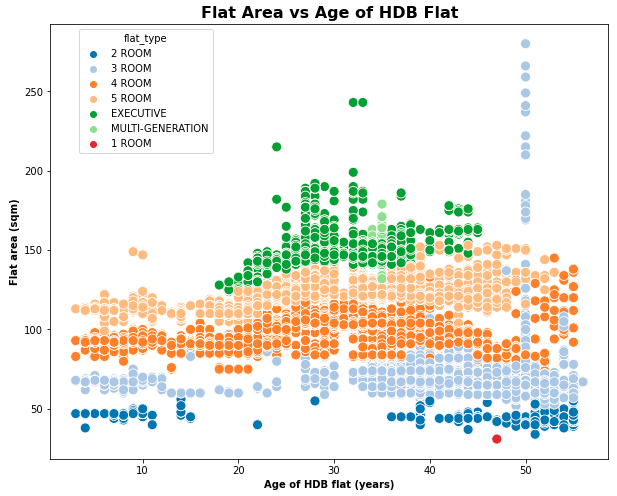 Flat Area vs Age of HDB Flat
flat_type
2 ROOM
3 ROOM
4 ROOM
5 ROOM
EXECUTIVE
MULTI-GENERATION
1 ROOM
Flat area (sqm)
250
200
150
100
50
10 20 30 40 50
Age of HDB flat (years)